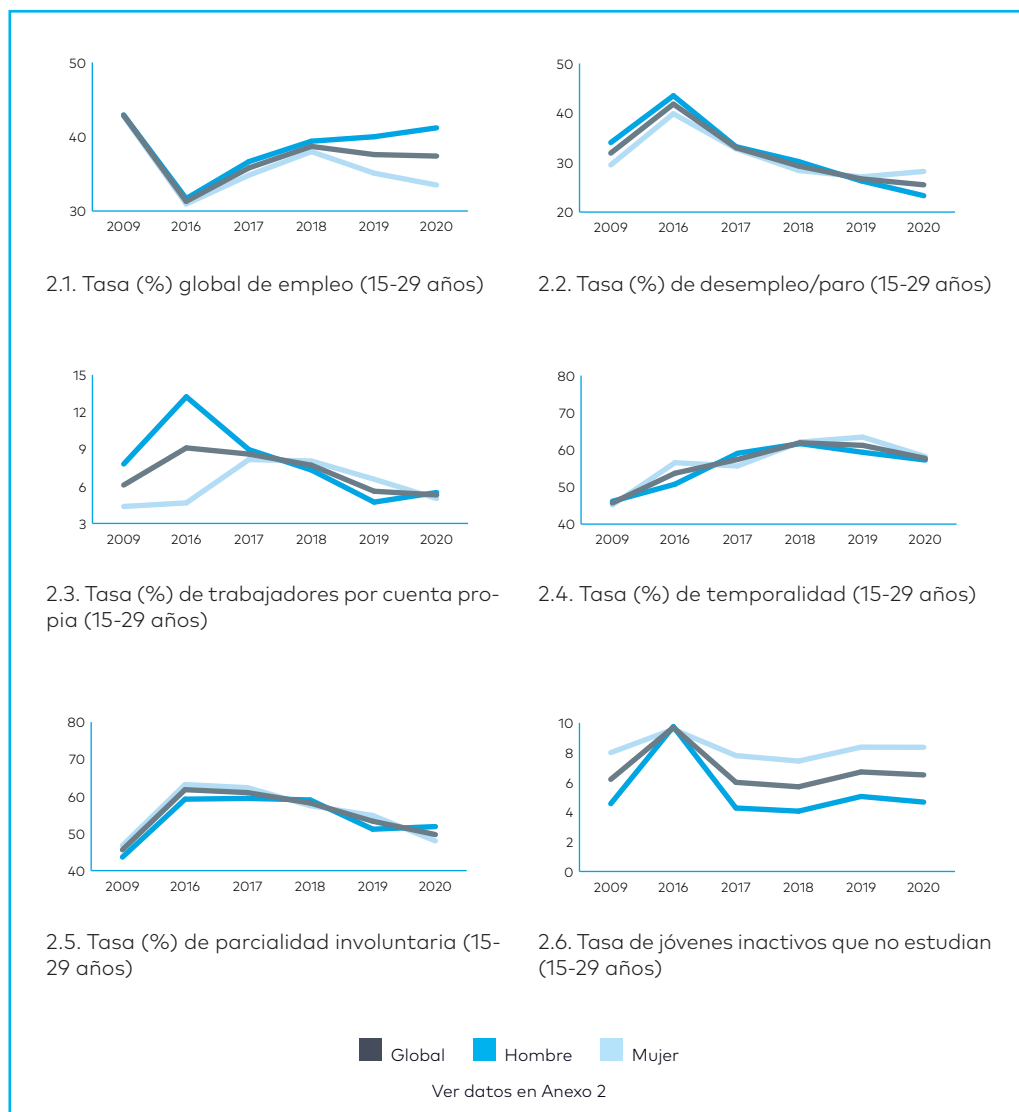 50
40
30
2009 2016 2017 2018 2019 2020
2.1. Tasa (%) global de empleo (15-29 años)
50
40
30
20
2009 2016 2017 2018 2019 2020
2.2. Tasa (%) de desempleo/paro (15-29 años)
15
12
9
6
3
2009 2016 2017 2018 2019 2020
2.3. Tasa (%) de trabajadores por cuenta pro-
pia (15-29 años)
80
70
60
50
40
2009 2016 2017 2018 2019 2020
2.4. Tasa (%) de temporalidad (15-29 años)
80
70
60
50
40
2009 2016 2017 2018 2019 2020
2.5. Tasa (%) de parcialidad involuntaria (15-
29 años)
10
8
6
4
2
0
2009 2016 2017 2018 2019 2020
2.6. Tasa de jóvenes inactivos que no estudian
(15-29 años)
Global Hombre Mujer
Ver datos en Anexo 2